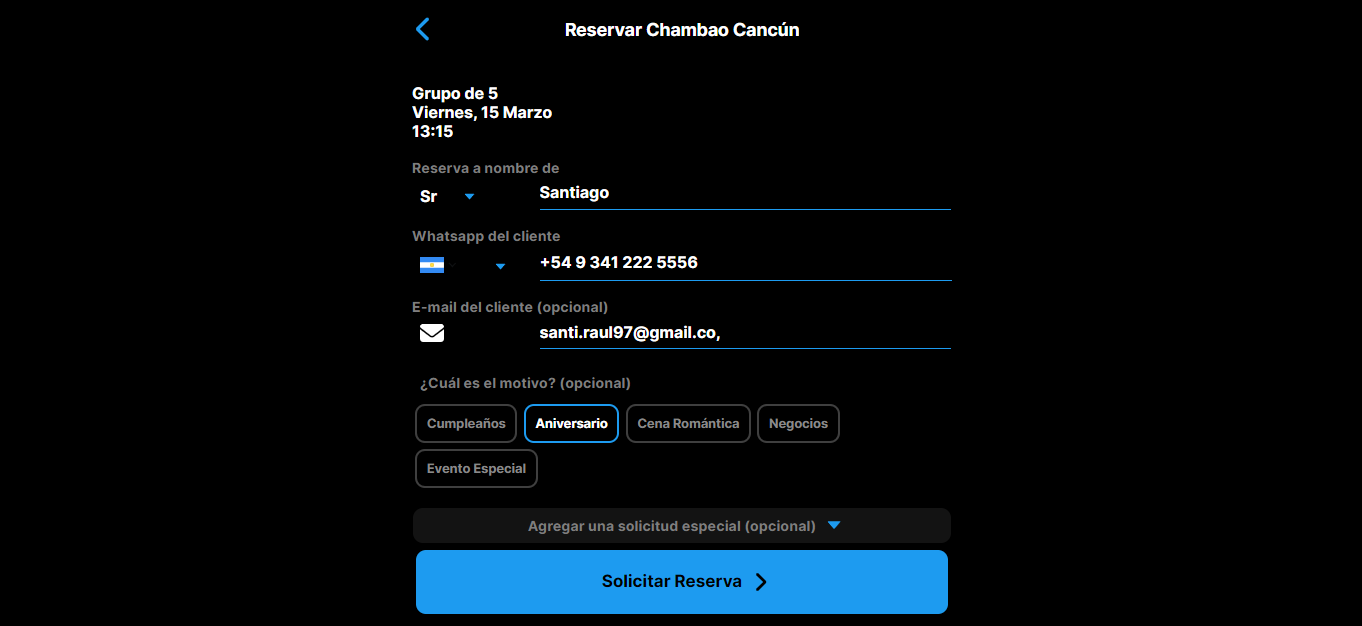 Reservar Chambao Cancún
Grupo de 5
Viernes, 15 Marzo
13:15
Reserva a nombre de
Sr Santiago
Whatsapp del cliente
+54 9 341 222 5556
E-mail del cliente (opcional)
santi.raul97@gmail.co,
¿Cuál es el motivo? (opcional)
Cumpleaños Aniversario Cena Romántica Negocios
Evento Especial
Agregar una solicitud especial (opcional)
Solicitar Reserva